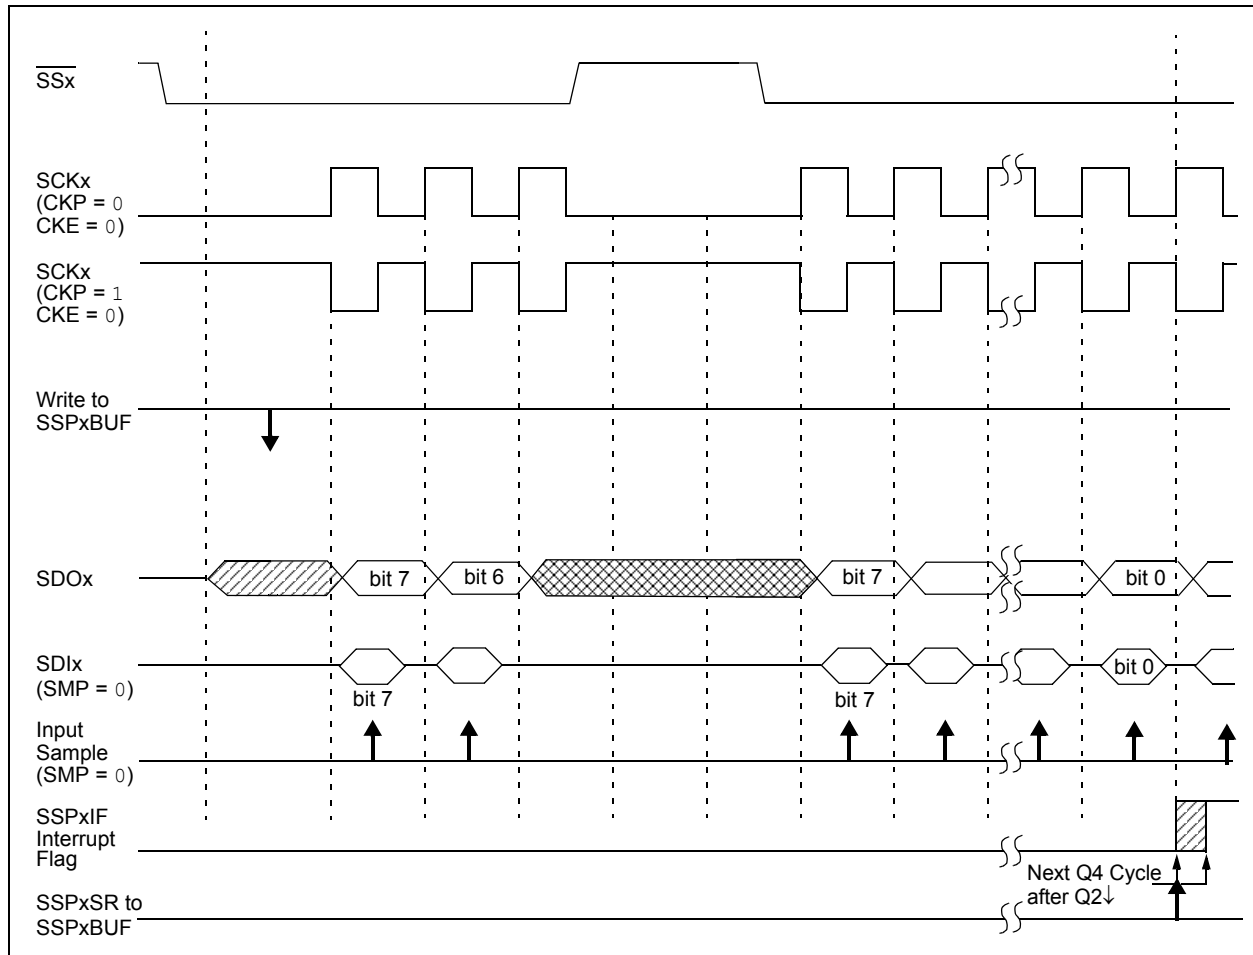 SSx
SCKx
(CKP = 0
CKE = 0)
SCKx
(CKP = 1
CKE = 0)
Write to
SSPxBUF
SDOx
bit 7
bit 6
bit 7
bit 0
SDIx
(SMP = 0)
bit 7
bit 7
bit 0
Input
Sample
(SMP = 0)
SSPxIF
Interrupt
Flag
Next Q4 Cycle
after Q2↓
SSPxSR to
SSPxBUF